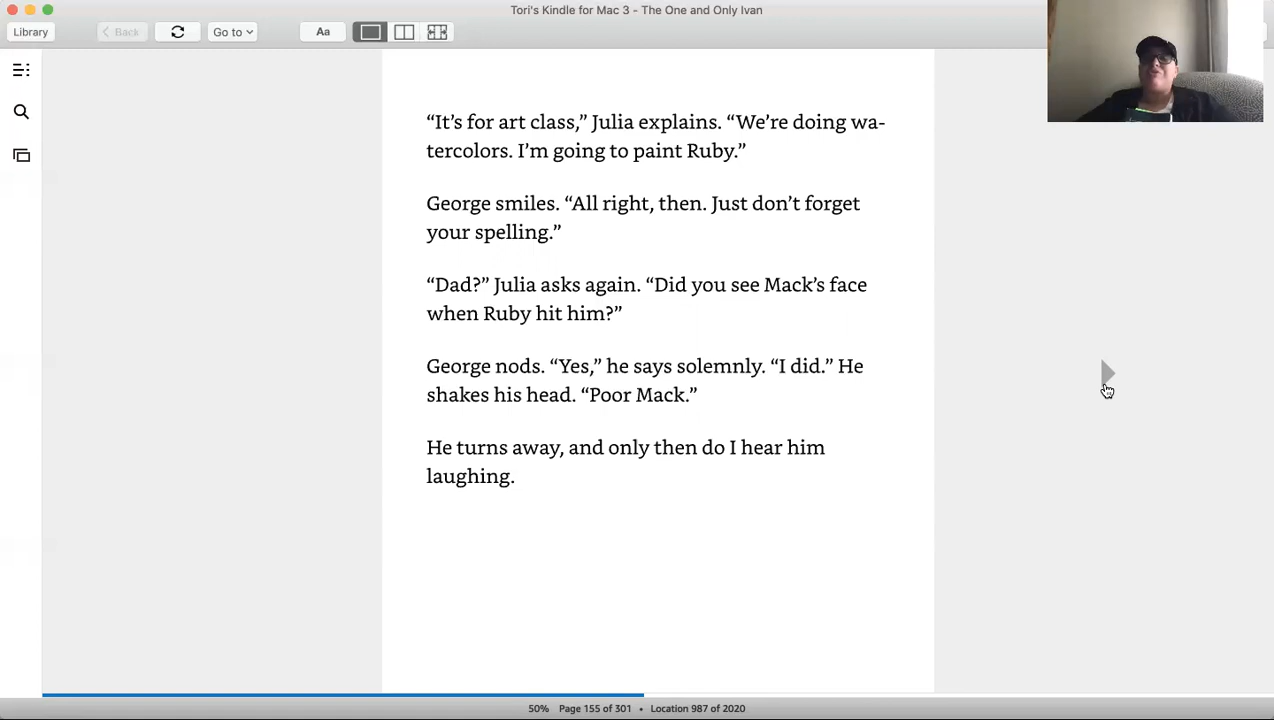 Tori's Kindle for Mac 3 - The One and Only Ivan
Library
Back
Go to
Aa
“It’s for art class,” Julia explains. “We’re doing wa-
tercolors. I’m going to paint Ruby.”
George smiles. “All right, then. Just don’t forget
your spelling.”
“Dad?” Julia asks again. “Did you see Mack’s face
when Ruby hit him?”
George nods. “Yes,” he says solemnly. “I did.” He
shakes his head. “Poor Mack.”
He turns away, and only then do I hear him
laughing.
50% Page 155 of 301 • Location 987 of 2020